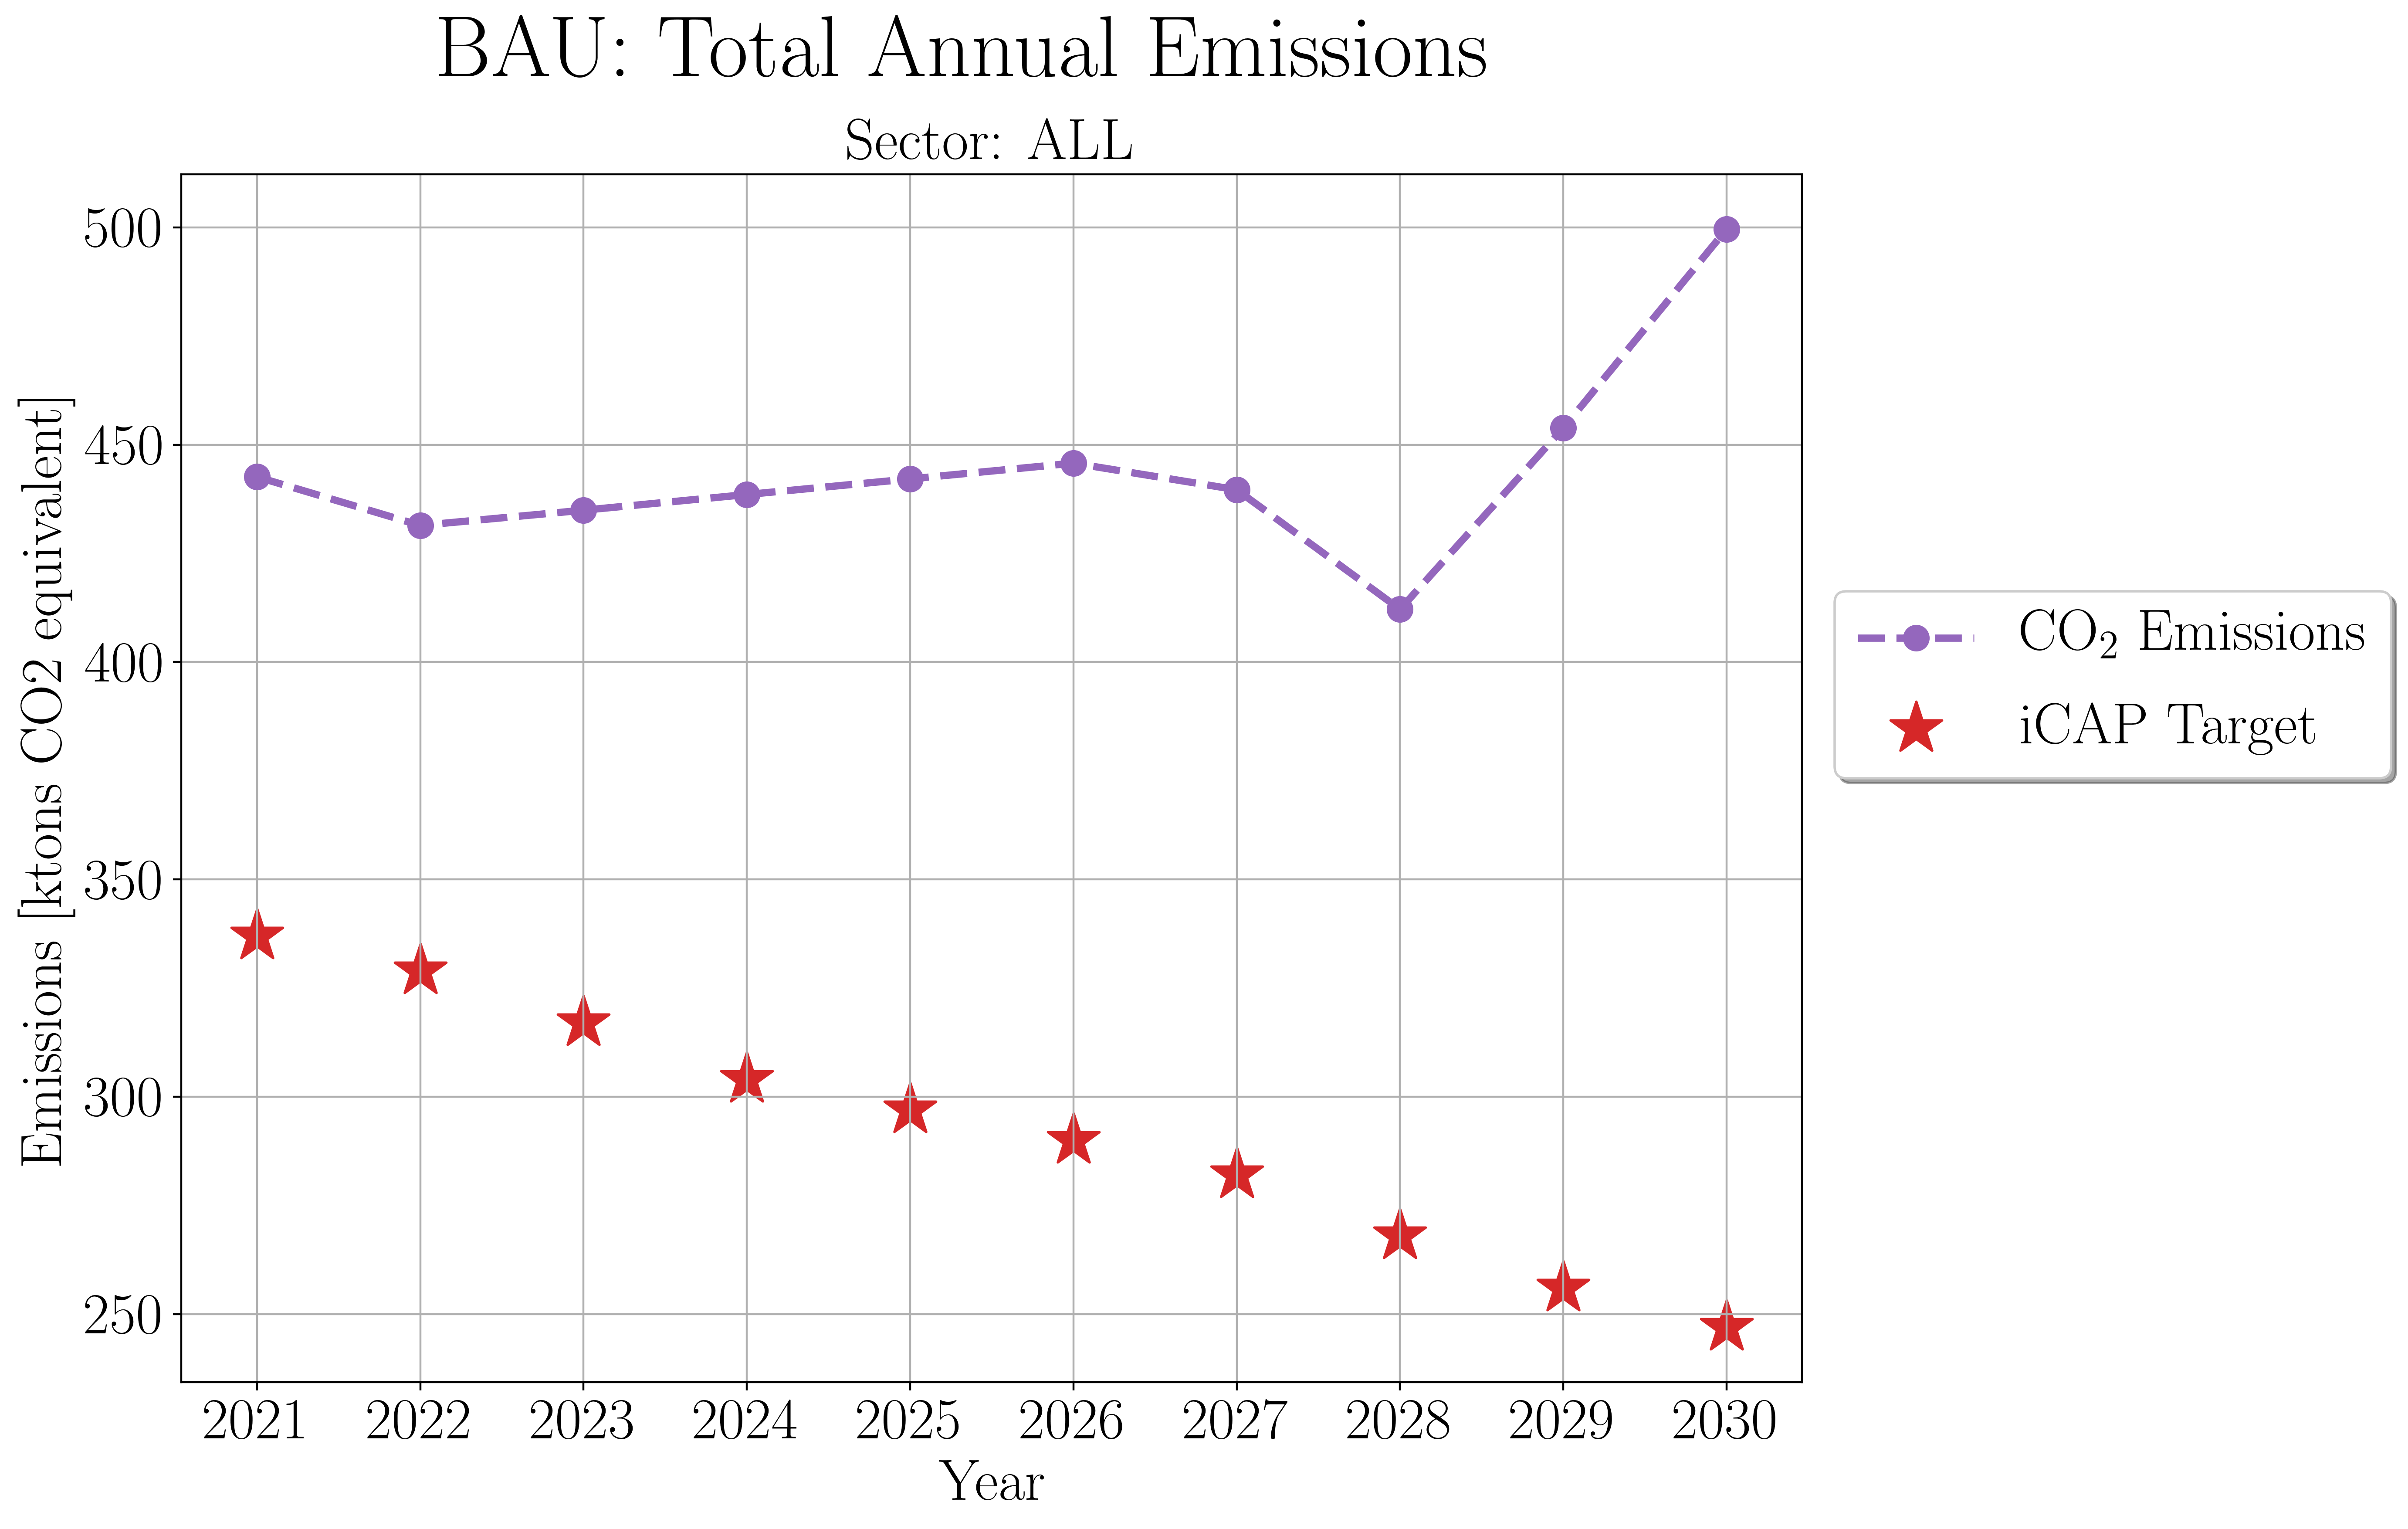 BAU: Total Annual Emissions
Sector: ALL
Emissions [ktons CO2 equivalent]
500
450
400
350
300
250
2021 2022 2023 2024 2025 2026 2027 2028 2029 2030
Year
CO₂ Emissions
iCAP Target